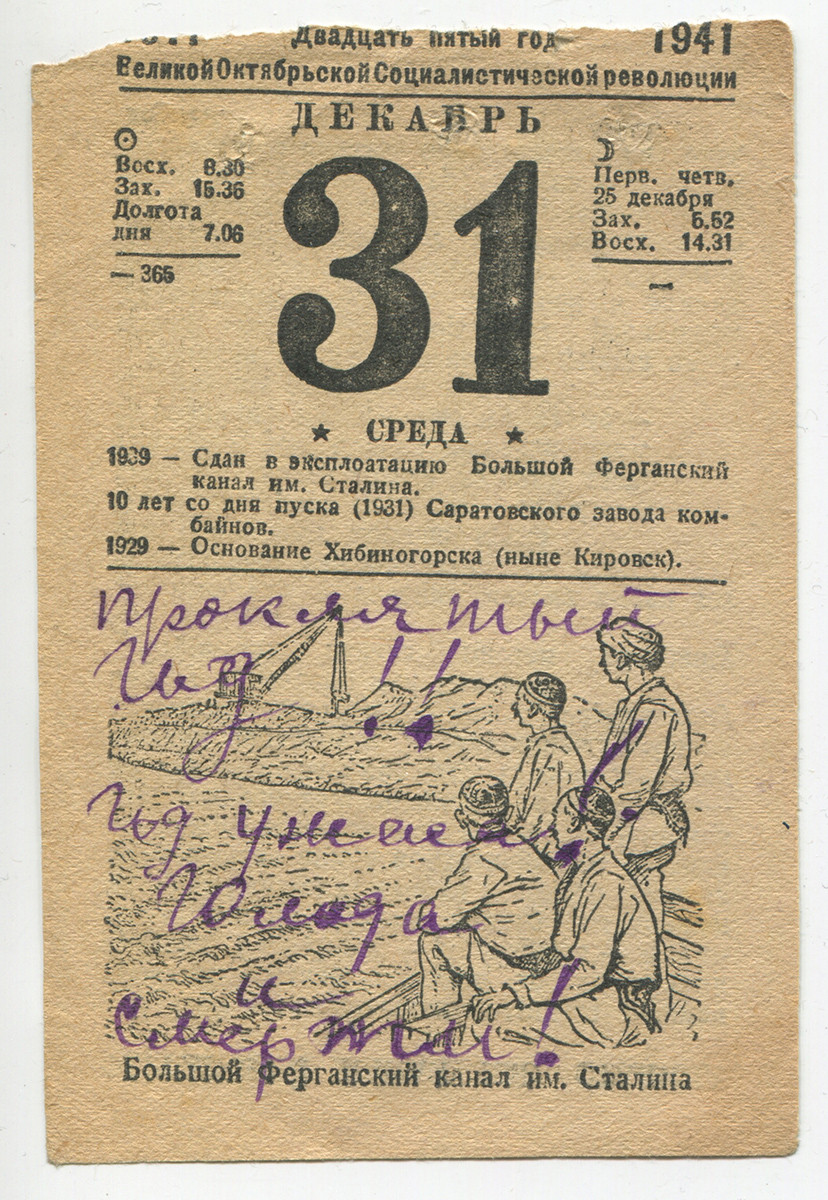 Двадцать пятый год 1941
Великой Октябрьской Социалистической революции
ДЕКАБРЬ
Восх. 8.30
Зах. 15.36
Долгота
дня 7.06
— 365
31
Перв. четв.
25 декабря
Зах. 5.52
Восх. 14.31
—
★ СРЕДА ★
1939 — Сдан в эксплоатацию Большой Ферганский
канал им. Сталина.
10 лет со дня пуска (1931) Саратовского завода ком-
байнов.
1929 — Основание Хибиногорска (ныне Кировск).
проклятый
Год!!
Год ужаса!
Голода
и
Смерти!
Большой Ферганский канал им. Сталина